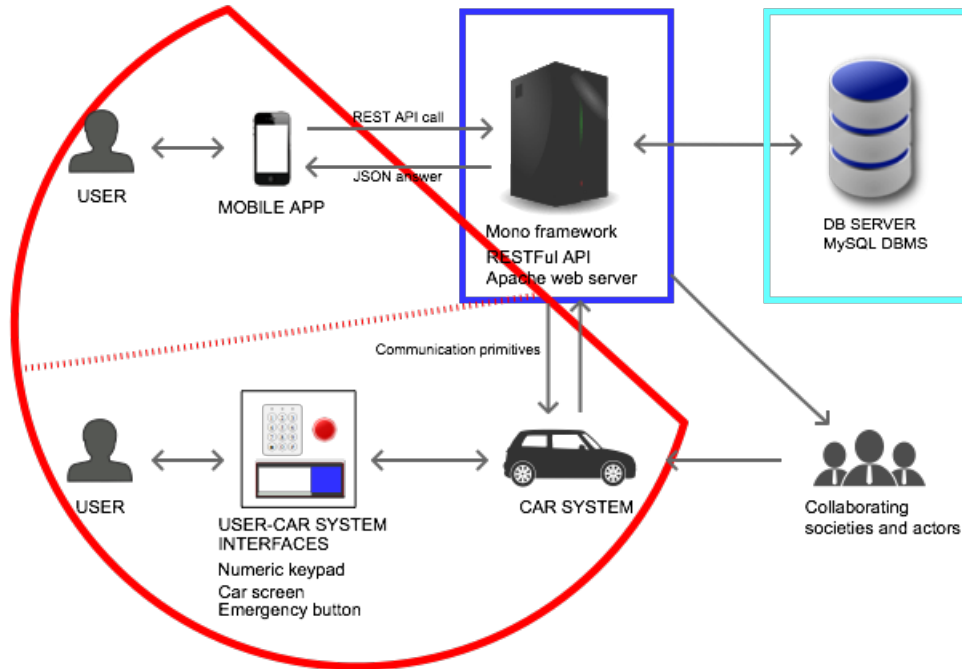 REST API call
JSON answer
USER
MOBILE APP
Mono framework
RESTFul API
Apache web server
DB SERVER
MySQL DBMS
Communication primitives
USER
USER-CAR SYSTEM
INTERFACES
Numeric keypad
Car screen
Emergency button
CAR SYSTEM
Collaborating
societies and actors